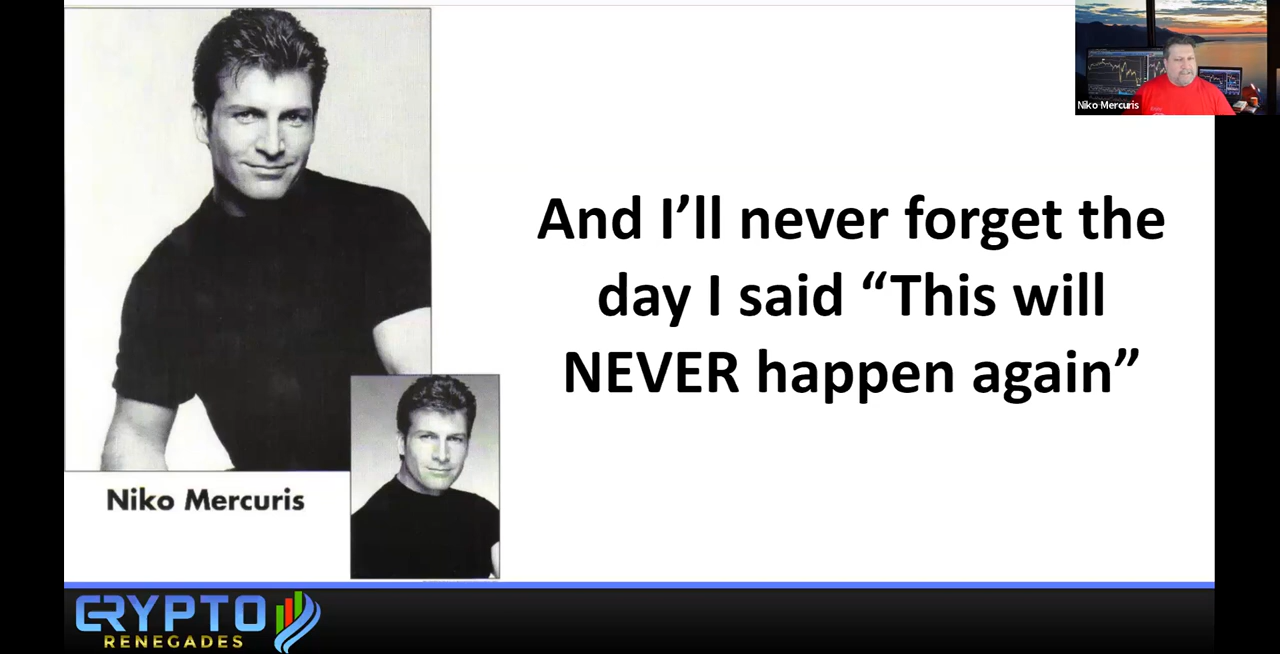 Niko Mercuris
And I’ll never forget the
day I said “This will
NEVER happen again”
Niko Mercuris
CRYPTO
RENEGADES